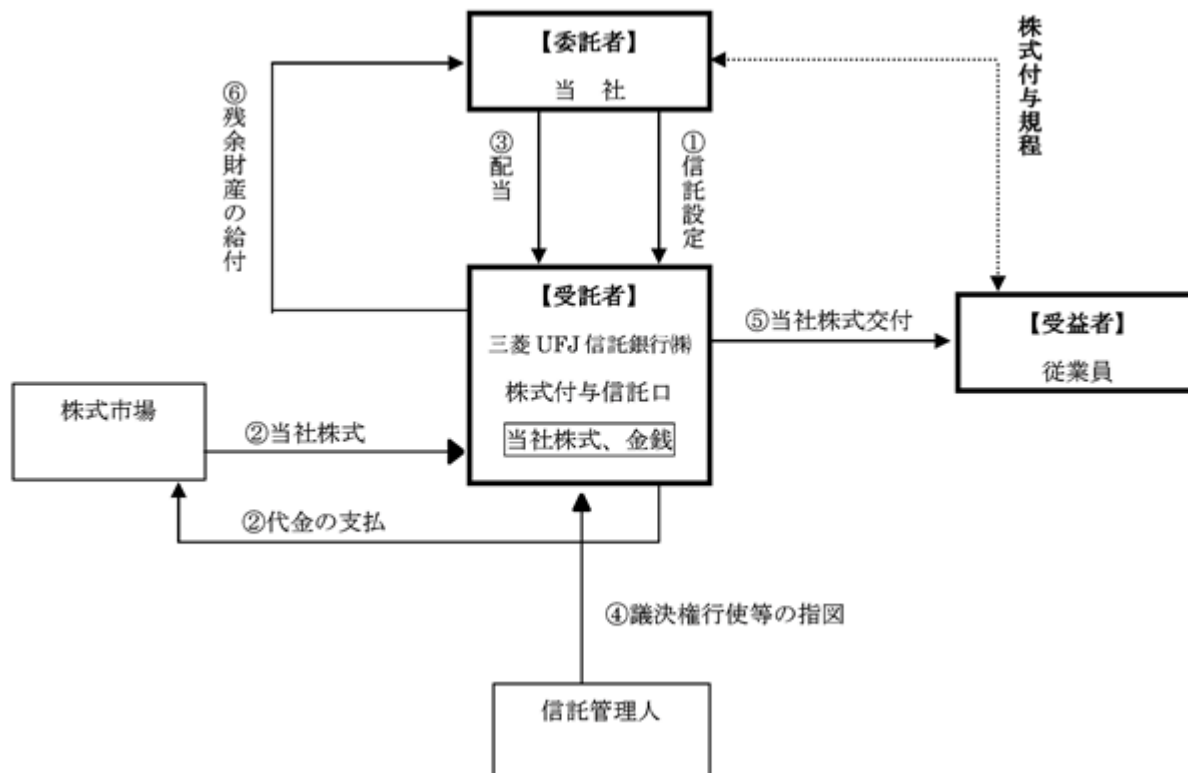 【委託者】
当 社
株式付与規程
⑥残余財産の給付
③配当
①信託設定
【受託者】
三菱 UFJ 信託銀行㈱
株式付与信託口
当社株式、金銭
⑤当社株式交付
【受益者】
従業員
株式市場
②当社株式
②代金の支払
④議決権行使等の指図
信託管理人